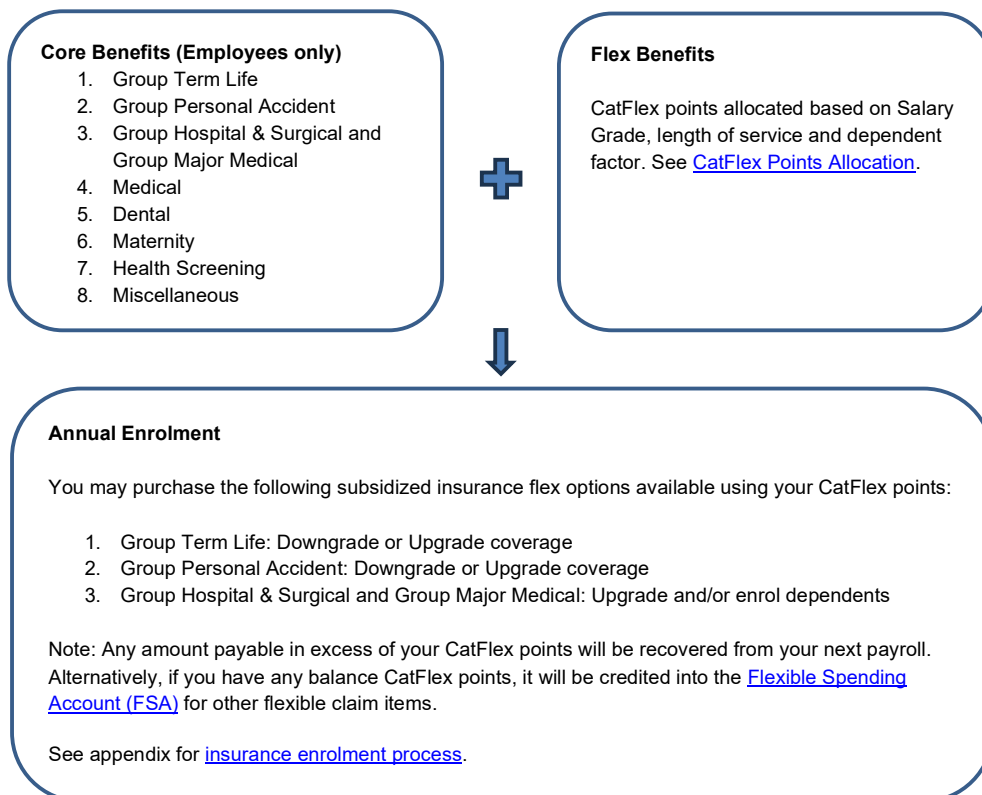 Core Benefits (Employees only)
1. Group Term Life
2. Group Personal Accident
3. Group Hospital & Surgical and
Group Major Medical
4. Medical
5. Dental
6. Maternity
7. Health Screening
8. Miscellaneous
Flex Benefits
CatFlex points allocated based on Salary
Grade, length of service and dependent
factor. See CatFlex Points Allocation.
Annual Enrolment
You may purchase the following subsidized insurance flex options available using your CatFlex points:
1. Group Term Life: Downgrade or Upgrade coverage
2. Group Personal Accident: Downgrade or Upgrade coverage
3. Group Hospital & Surgical and Group Major Medical: Upgrade and/or enrol dependents
Note: Any amount payable in excess of your CatFlex points will be recovered from your next payroll.
Alternatively, if you have any balance CatFlex points, it will be credited into the Flexible Spending
Account (FSA) for other flexible claim items.
See appendix for insurance enrolment process.